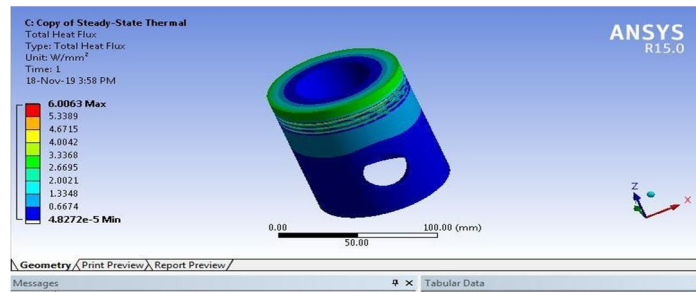 C: Copy of Steady-State Thermal
Total Heat Flux
Type: Total Heat Flux
Unit: W/mm²
Time: 1
18-Nov-19 3:58 PM
ANSYS
R15.0
6.0063 Max
5.3389
4.6715
4.0042
3.3368
2.6695
2.0021
1.3348
0.6674
4.8272e-5 Min
0.00
100.00 (mm)
50.00
Z
X
Geometry Print Preview Report Preview
Messages
Tabular Data